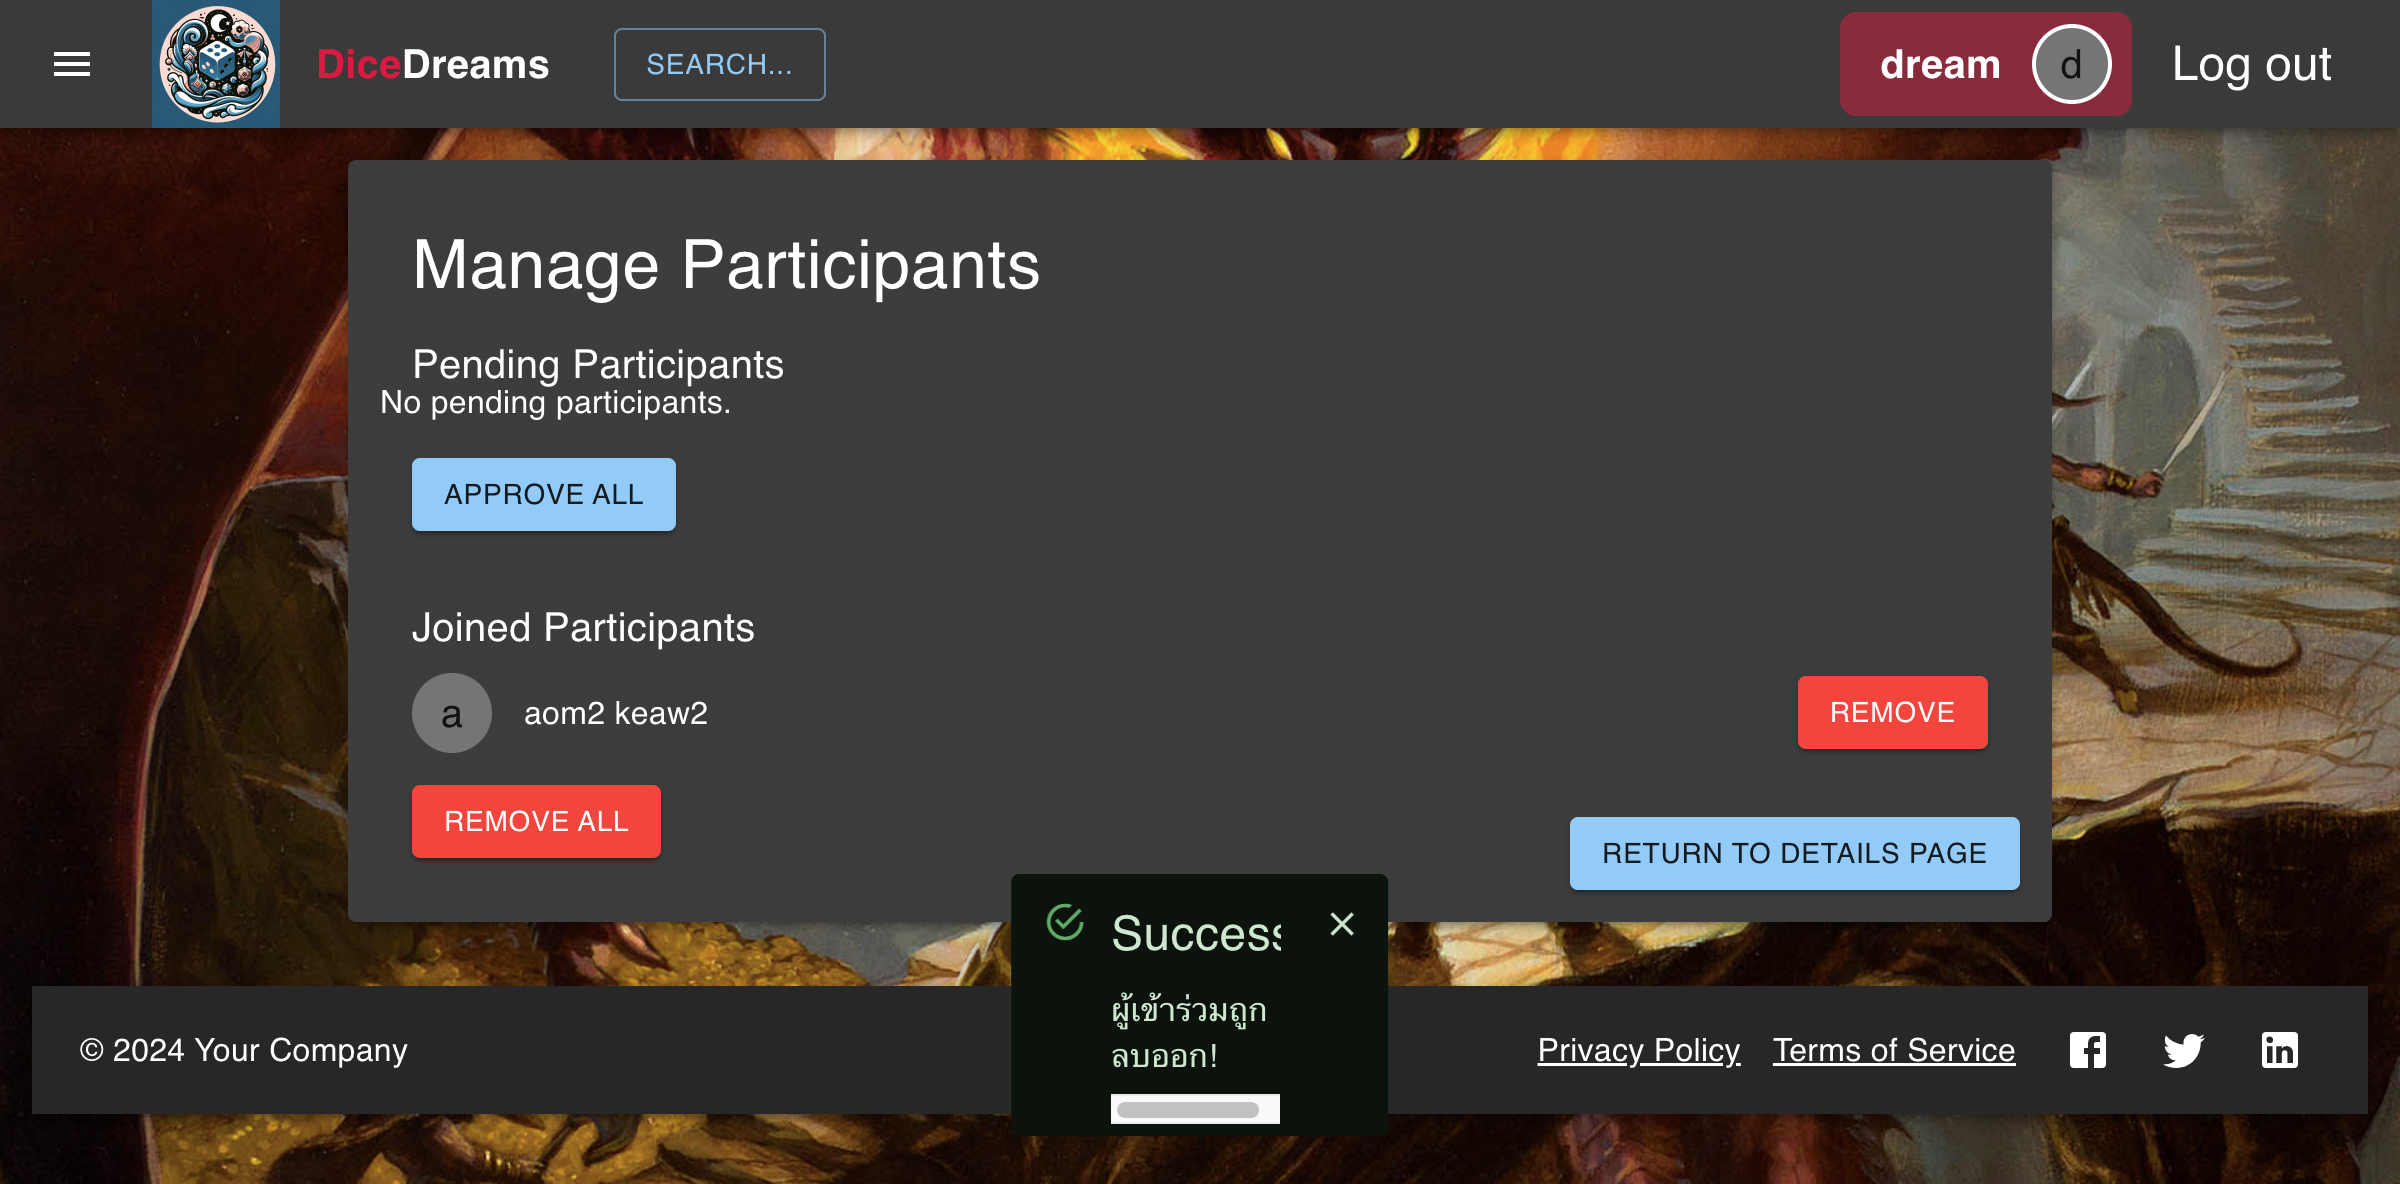 DiceDreams
SEARCH...
dream
d
Log out
Manage Participants
Pending Participants
No pending participants.
APPROVE ALL
Joined Participants
a
aom2 keaw2
REMOVE
REMOVE ALL
RETURN TO DETAILS PAGE
Success
ผู้เข้าร่วมถูก
ลบออก!
© 2024 Your Company
Privacy Policy
Terms of Service